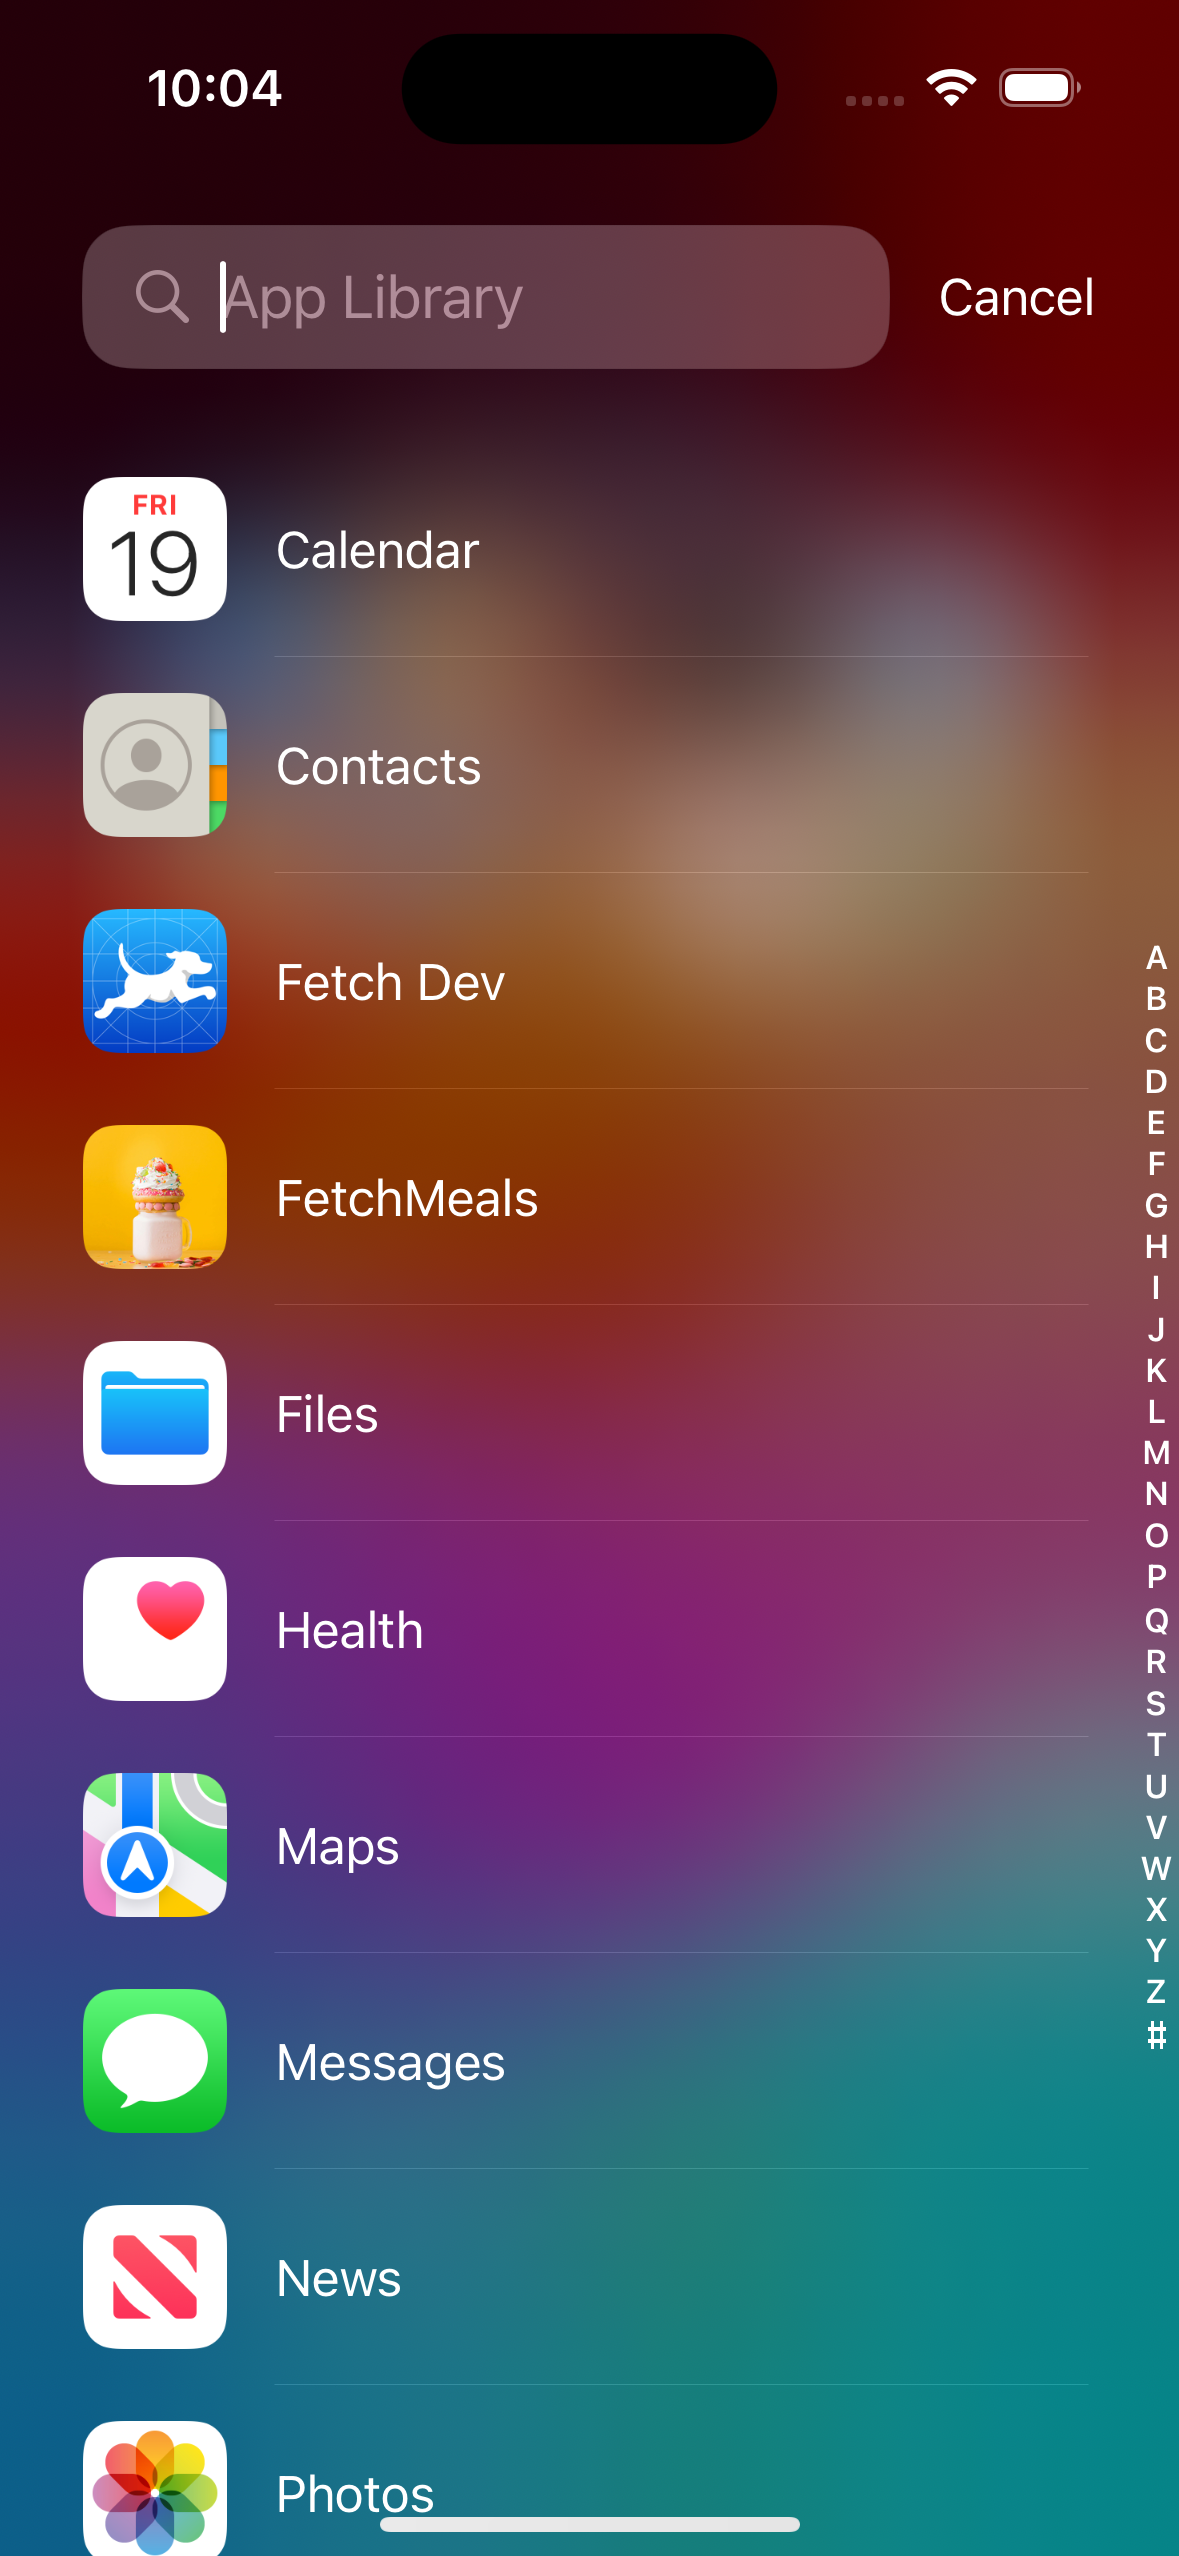 10:04
App Library
Cancel
FRI
19
Calendar
Contacts
Fetch Dev
FetchMeals
Files
Health
Maps
Messages
News
Photos
A
B
C
D
E
F
G
H
I
J
K
L
M
N
O
P
Q
R
S
T
U
V
W
X
Y
Z
#